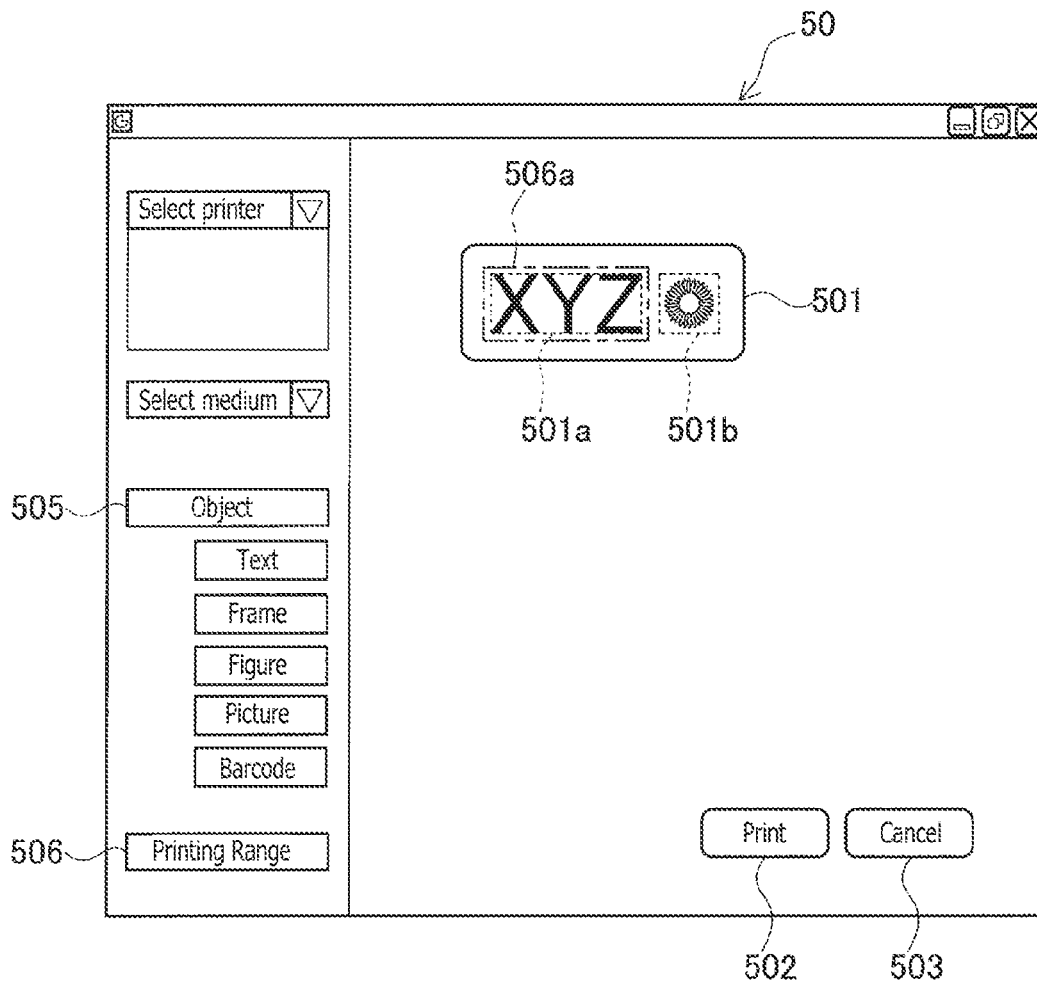 50
506a
Select printer
XYZ
501
Select medium
501a
501b
505
Object
Text
Frame
Figure
Picture
Barcode
Print
Cancel
506
Printing Range
502
503